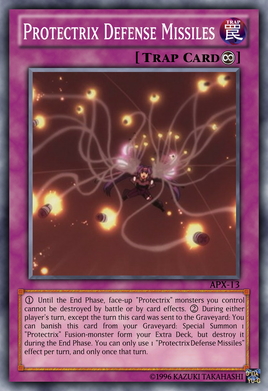 Protectrix Defense Missiles
TRAP
罠
[Trap Card
]
APX-13
① Until the End Phase, face-up "Protectrix" monsters you control
cannot be destroyed by battle or by card effects. ② During either
player's turn, except the turn this card was sent to the Graveyard: You
can banish this card from your Graveyard: Special Summon 1
"Protectrix" Fusion-monster form your Extra Deck, but destroy it
during the End Phase. You can only use 1 "Protectrix Defense Missiles"
effect per turn, and only once that turn.
©1996 KAZUKI TAKAHASHI